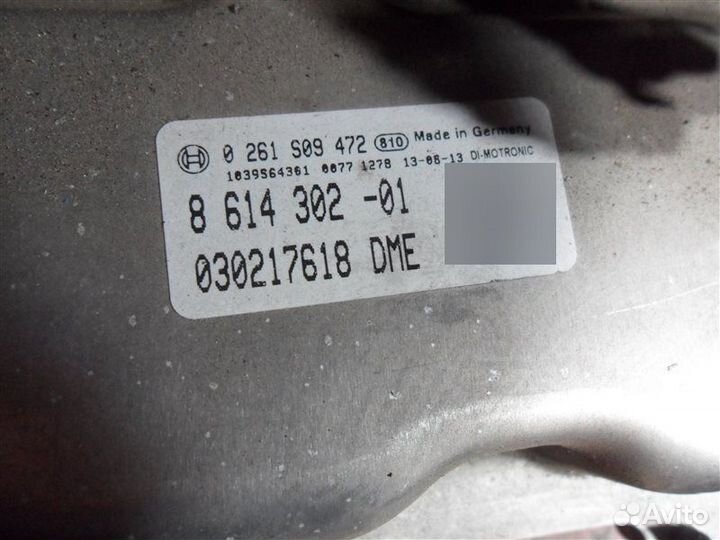 0 261 S09 472 810 Made in Germany
1039S64361 0077 1278 13-08-13 DI-MOTRONIC
8 614 302 -01
030217618 DME
Avito